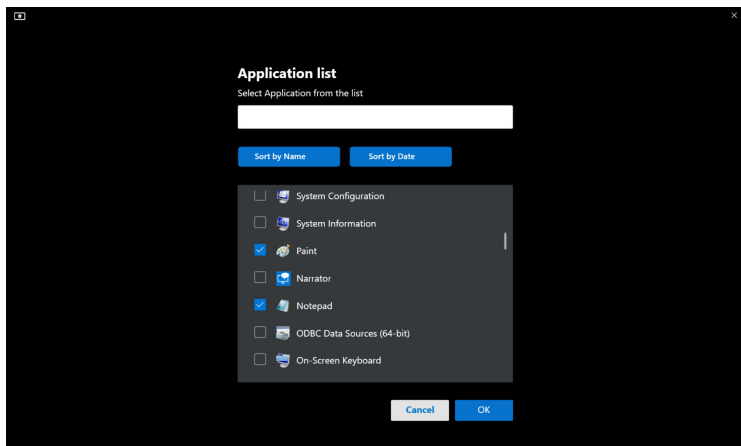 Application list
Select Application from the list
Sort by Name Sort by Date
System Configuration
System Information
Paint
Narrator
Notepad
ODBC Data Sources (64-bit)
On-Screen Keyboard
Cancel OK